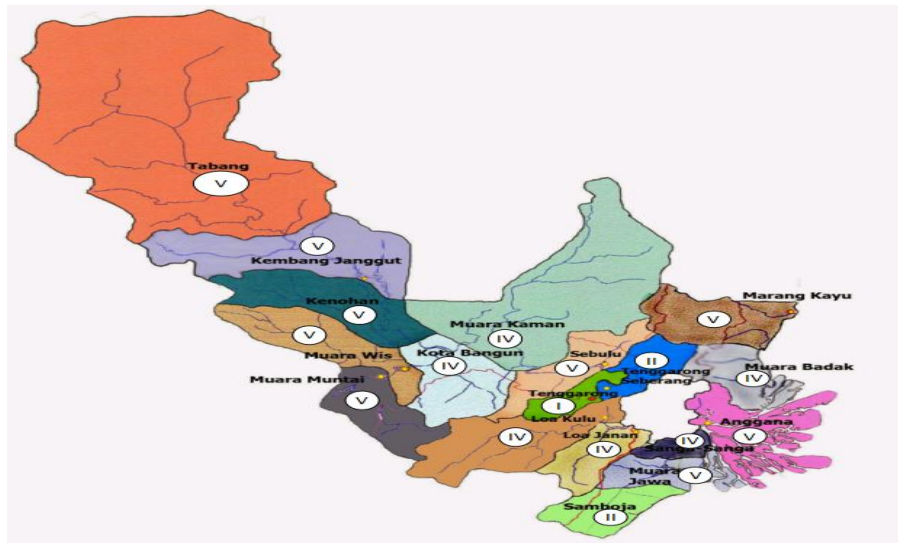 Tabang
V
V
Kembang Janggut
Kenohan
V
Marang Kayu
V
Muara Kaman
IV
V
Muara Wis
Kota Bangun
IV
Sebulu
V
II
Tenggarong
Seberang
Muara Badak
IV
Muara Muntai
V
Tenggarong
I
Loa Kulu
IV
Loa Janan
IV
Anggana
V
IV
Sanga-Sanga
Muara
Jawa
V
Samboja
II